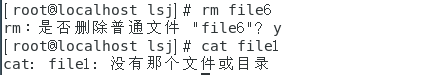 [root@localhost lsj]# rm file6
rm：是否删除普通文件 "file6"？y
[root@localhost lsj]# cat file1
cat: file1: 没有那个文件或目录